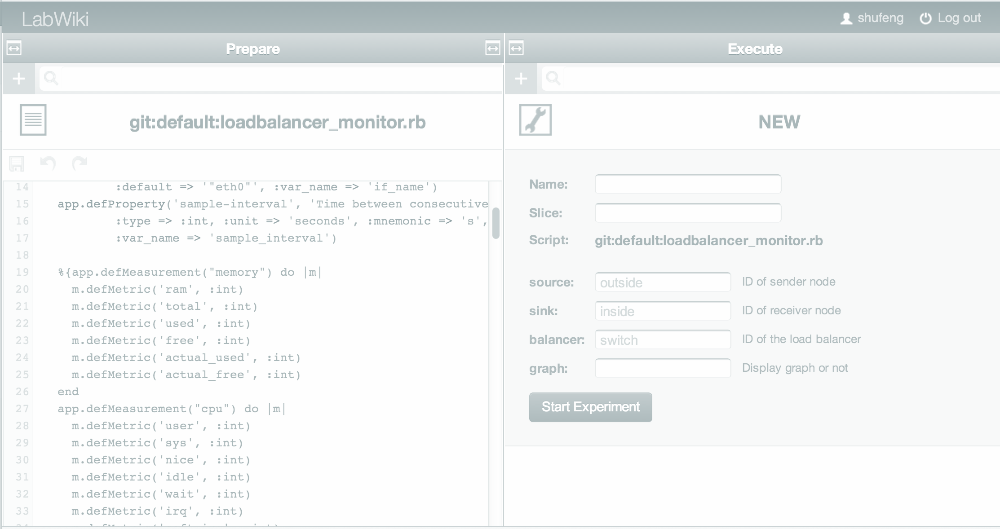 LabWiki
shufeng Log out
Prepare
Execute
git:default:loadbalancer_monitor.rb
NEW
14 :default => '"eth0"', :var_name => 'if_name')
15 app.defProperty('sample-interval', 'Time between consecutive
16 :type => :int, :unit => 'seconds', :mnemonic => 's',
17 :var_name => 'sample_interval')
18
19 %{app.defMeasurement("memory") do |m|
20 m.defMetric('ram', :int)
21 m.defMetric('total', :int)
22 m.defMetric('used', :int)
23 m.defMetric('free', :int)
24 m.defMetric('actual_used', :int)
25 m.defMetric('actual_free', :int)
26 end
27 app.defMeasurement("cpu") do |m|
28 m.defMetric('user', :int)
29 m.defMetric('sys', :int)
30 m.defMetric('nice', :int)
31 m.defMetric('idle', :int)
32 m.defMetric('wait', :int)
33 m.defMetric('irq', :int)
Name:
Slice:
Script: git:default:loadbalancer_monitor.rb
source: outside ID of sender node
sink: inside ID of receiver node
balancer: switch ID of the load balancer
graph: Display graph or not
Start Experiment